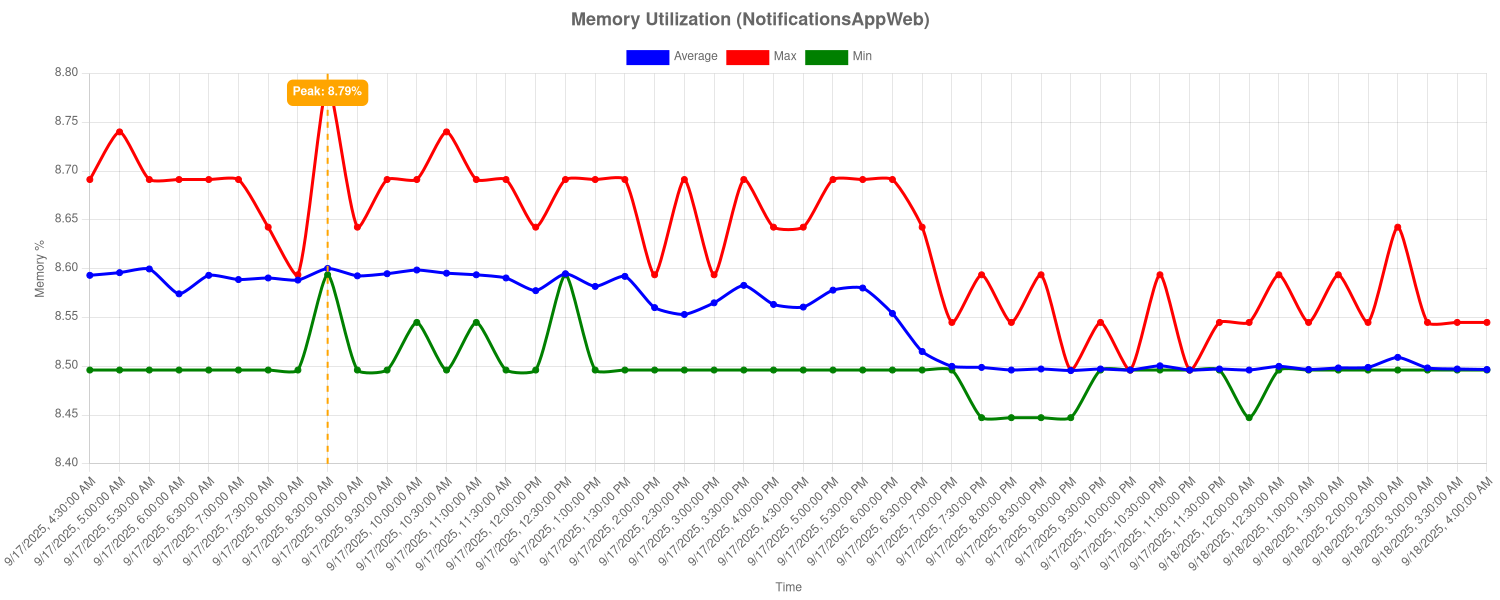 Memory Utilization (NotificationsAppWeb)
Average Max Min
Peak: 8.79%
8.80
8.75
8.70
8.65
8.60
8.55
8.50
8.45
8.40
Memory %
9/17/2025, 4:30:00 AM
9/17/2025, 5:00:00 AM
9/17/2025, 5:30:00 AM
9/17/2025, 6:00:00 AM
9/17/2025, 6:30:00 AM
9/17/2025, 7:00:00 AM
9/17/2025, 7:30:00 AM
9/17/2025, 8:00:00 AM
9/17/2025, 8:30:00 AM
9/17/2025, 9:00:00 AM
9/17/2025, 9:30:00 AM
9/17/2025, 10:00:00 AM
9/17/2025, 10:30:00 AM
9/17/2025, 11:00:00 AM
9/17/2025, 11:30:00 AM
9/17/2025, 12:00:00 PM
9/17/2025, 12:30:00 PM
9/17/2025, 1:00:00 PM
9/17/2025, 1:30:00 PM
9/17/2025, 2:00:00 PM
9/17/2025, 2:30:00 PM
9/17/2025, 3:00:00 PM
9/17/2025, 3:30:00 PM
9/17/2025, 4:00:00 PM
9/17/2025, 4:30:00 PM
9/17/2025, 5:00:00 PM
9/17/2025, 5:30:00 PM
9/17/2025, 6:00:00 PM
9/17/2025, 6:30:00 PM
9/17/2025, 7:00:00 PM
9/17/2025, 7:30:00 PM
9/17/2025, 8:00:00 PM
9/17/2025, 8:30:00 PM
9/17/2025, 9:00:00 PM
9/17/2025, 9:30:00 PM
9/17/2025, 10:00:00 PM
9/17/2025, 10:30:00 PM
9/17/2025, 11:00:00 PM
9/17/2025, 11:30:00 PM
9/18/2025, 12:00:00 AM
9/18/2025, 12:30:00 AM
9/18/2025, 1:00:00 AM
9/18/2025, 1:30:00 AM
9/18/2025, 2:00:00 AM
9/18/2025, 2:30:00 AM
9/18/2025, 3:00:00 AM
9/18/2025, 3:30:00 AM
9/18/2025, 4:00:00 AM
Time